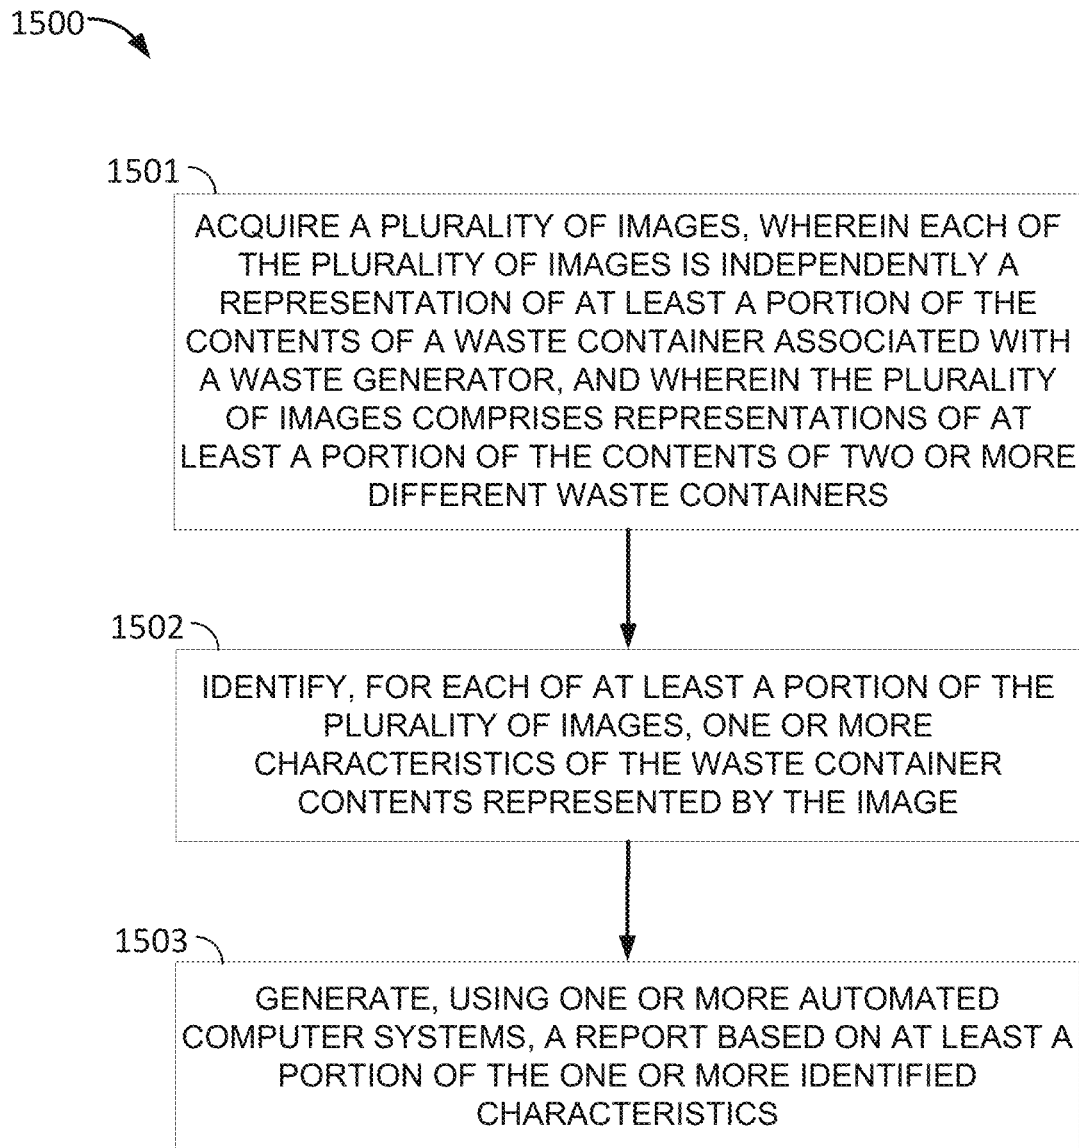 1500
1501
ACQUIRE A PLURALITY OF IMAGES, WHEREIN EACH OF
THE PLURALITY OF IMAGES IS INDEPENDENTLY A
REPRESENTATION OF AT LEAST A PORTION OF THE
CONTENTS OF A WASTE CONTAINER ASSOCIATED WITH
A WASTE GENERATOR, AND WHEREIN THE PLURALITY
OF IMAGES COMPRISES REPRESENTATIONS OF AT
LEAST A PORTION OF THE CONTENTS OF TWO OR MORE
DIFFERENT WASTE CONTAINERS
1502
IDENTIFY, FOR EACH OF AT LEAST A PORTION OF THE
PLURALITY OF IMAGES, ONE OR MORE
CHARACTERISTICS OF THE WASTE CONTAINER
CONTENTS REPRESENTED BY THE IMAGE
1503
GENERATE, USING ONE OR MORE AUTOMATED
COMPUTER SYSTEMS, A REPORT BASED ON AT LEAST A
PORTION OF THE ONE OR MORE IDENTIFIED
CHARACTERISTICS